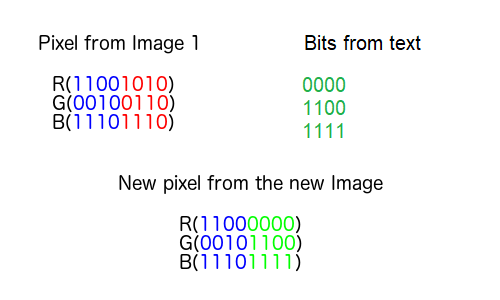 Pixel from Image 1
Bits from text
R(11001010)
G(00100110)
B(11101110)
0000
1100
1111
New pixel from the new Image
R(11000000)
G(00101100)
B(11101111)